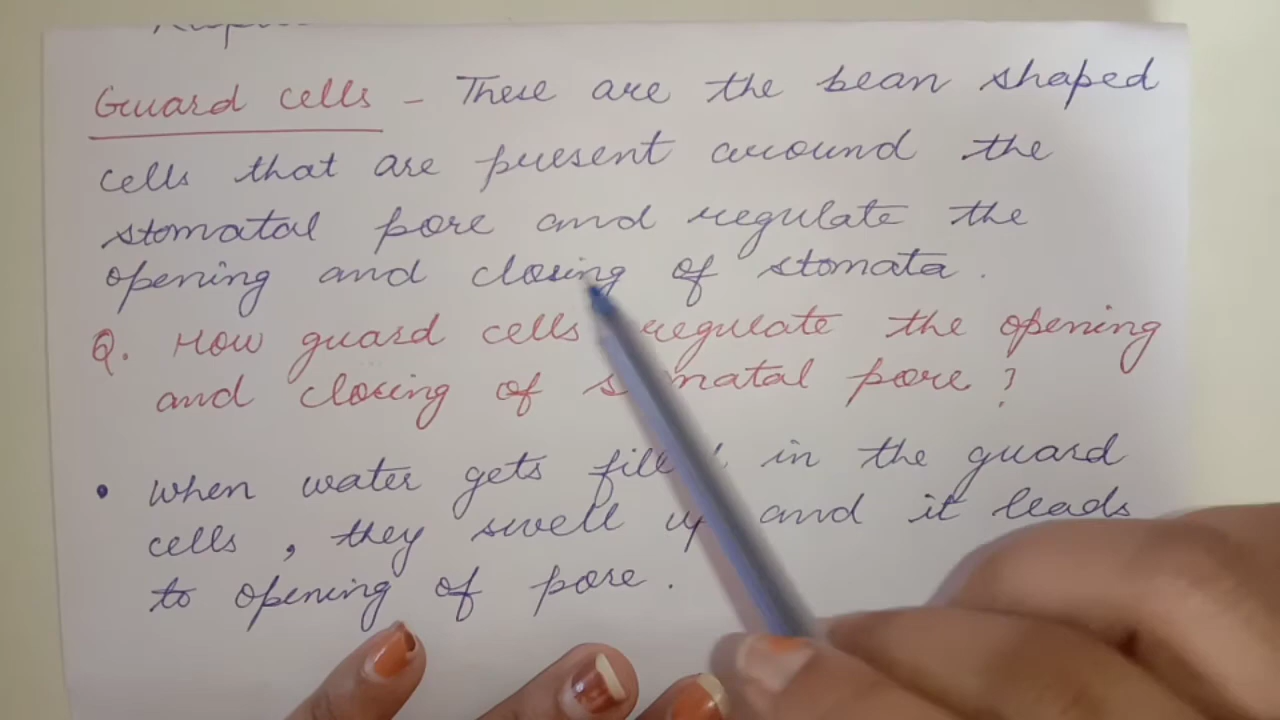 Guard cells - These are the bean shaped
cells that are present around the
stomatal pore and regulate the
opening and closing of stomata.
Q. How guard cells regulate the opening
and closing of pore?
• When water gets in the guard
cells, they swell up and it leads
to opening of pore.